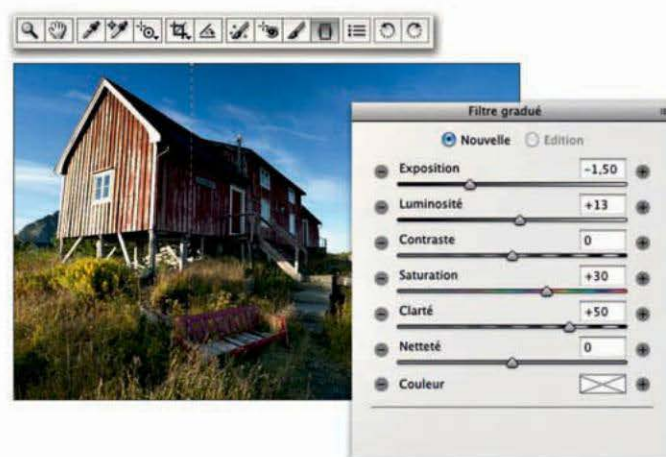 Filtre gradué
Nouvelle Edition
Exposition -1,50
Luminosité +13
Contraste 0
Saturation +30
Clarté +50
Netteté 0
Couleur